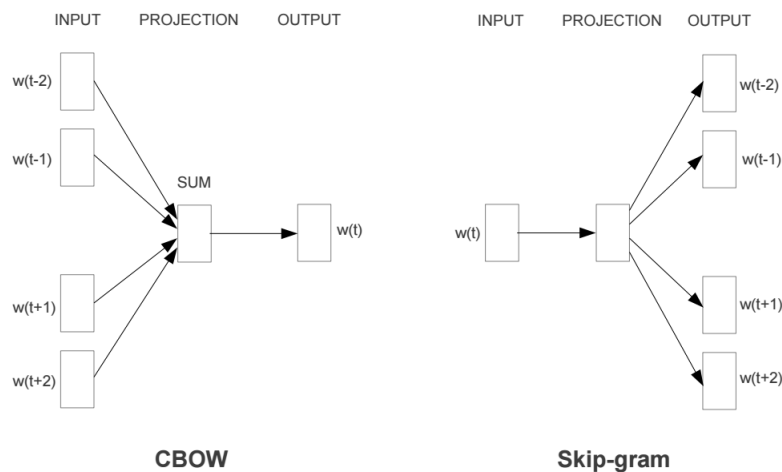 INPUT PROJECTION OUTPUT
w(t-2)
w(t-1)
SUM
w(t)
w(t+1)
w(t+2)
CBOW
INPUT PROJECTION OUTPUT
w(t-2)
w(t-1)
w(t)
w(t+1)
w(t+2)
Skip-gram